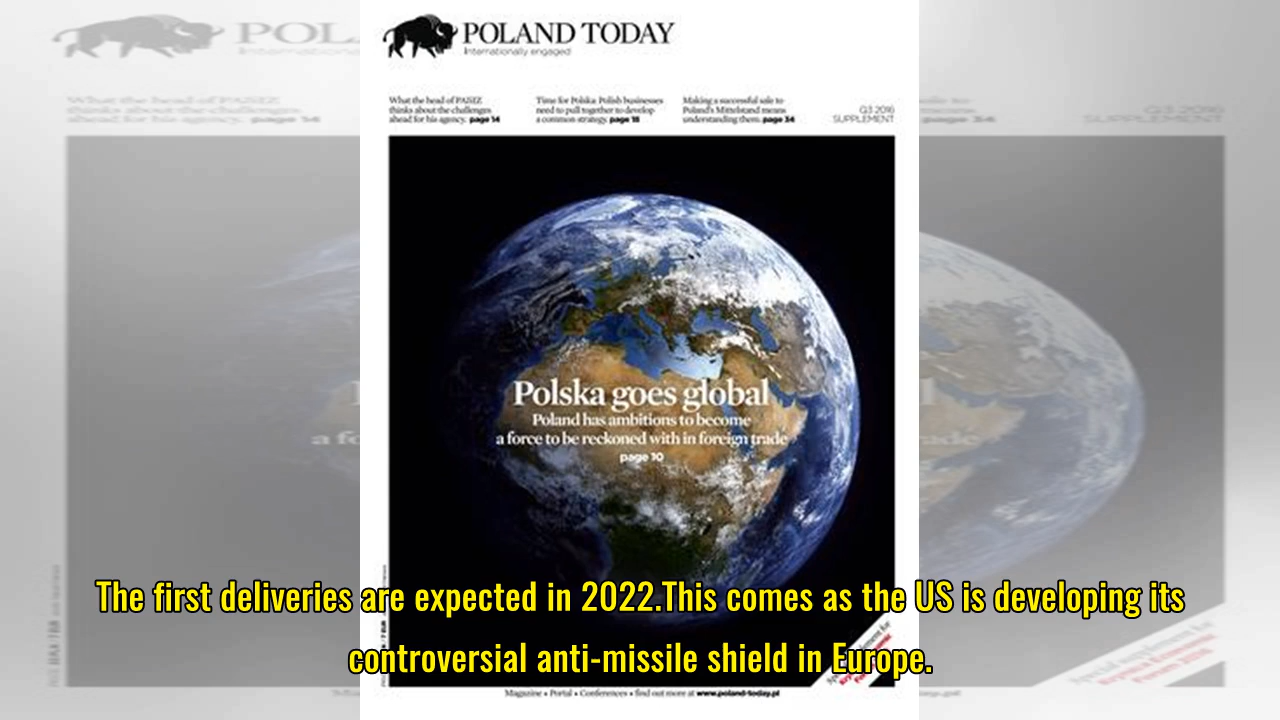 POLAND TODAY
Internationally engaged
What the head of PAIiIZ
thinks about the challenges
ahead for his agency. page 14
Time for Polska: Polish businesses
need to pull together to develop
a common strategy. page 18
Making a successful sale to
Poland's Mittelstand means
understanding them. page 34
Q3 2016
SUPPLEMENT
Polska goes global
Poland has ambitions to become
a force to be reckoned with in foreign trade
page 10
The first deliveries are expected in 2022.This comes as the US is developing its
controversial anti-missile shield in Europe.
Magazine • Portal • Conferences • find out more at www.poland-today.pl